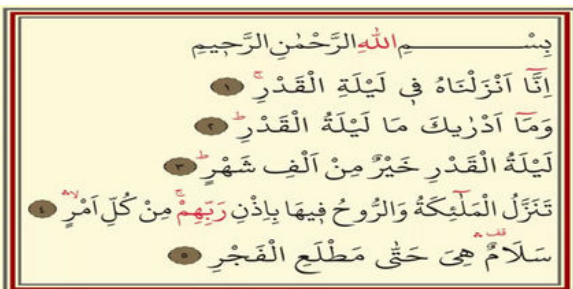 بِسْــــــــــمِ اللّٰهِ الرَّحْمٰنِ الرَّحٖيمِ
اِنَّٓا اَنْزَلْنَاهُ فٖى لَيْلَةِ الْقَدْرِۚ ﴿١﴾
وَمَٓا اَدْرٰيكَ مَا لَيْلَةُ الْقَدْرِؕ ﴿٢﴾
لَيْلَةُ الْقَدْرِ خَيْرٌ مِنْ اَلْفِ شَهْرٍؕ ﴿٣﴾
تَنَزَّلُ الْمَلٰٓئِكَةُ وَالرُّوحُ فٖيهَا بِاِذْنِ رَبِّهِمْۚ مِنْ كُلِّ اَمْرٍۙۛ ﴿٤﴾
سَلَامٌ۠ۛ هِىَ حَتّٰى مَطْلَعِ الْفَجْرِ ﴿٥﴾